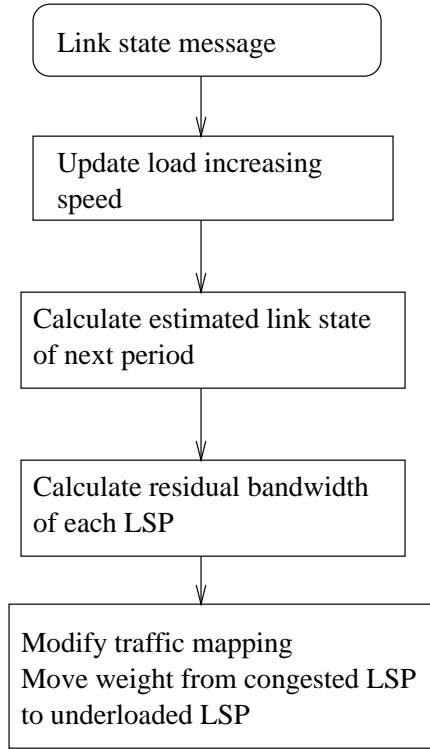 Link state message
Update load increasing
speed
Calculate estimated link state
of next period
Calculate residual bandwidth
of each LSP
Modify traffic mapping
Move weight from congested LSP
to underloaded LSP